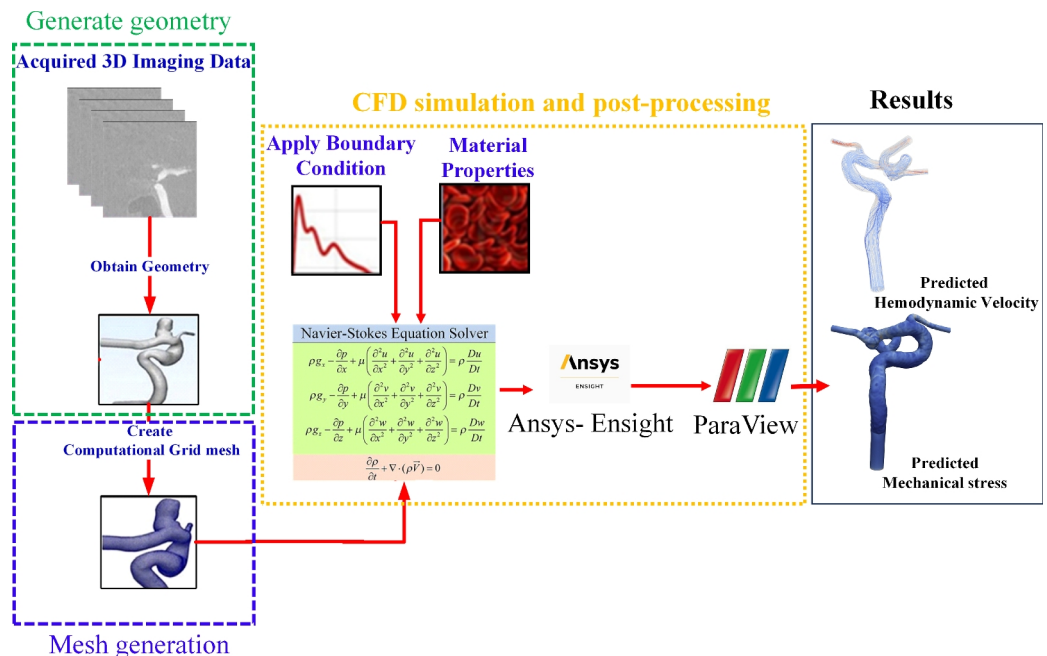 Generate geometry
Acquired 3D Imaging Data
Obtain Geometry
Create
Computational Grid mesh
Mesh generation
CFD simulation and post-processing
Apply Boundary
Condition
Material
Properties
Navier-Stokes Equation Solver
ρg_x − ∂p/∂x + μ(∂²u/∂x² + ∂²u/∂y² + ∂²u/∂z²) = ρ Du/Dt
ρg_y − ∂p/∂y + μ(∂²v/∂x² + ∂²v/∂y² + ∂²v/∂z²) = ρ Dv/Dt
ρg_z − ∂p/∂z + μ(∂²w/∂x² + ∂²w/∂y² + ∂²w/∂z²) = ρ Dw/Dt
∂ρ/∂t + ∇·(ρV⃗) = 0
Ansys
ENSIGHT
Ansys- Ensight
ParaView
Results
Predicted
Hemodynamic Velocity
Predicted
Mechanical stress